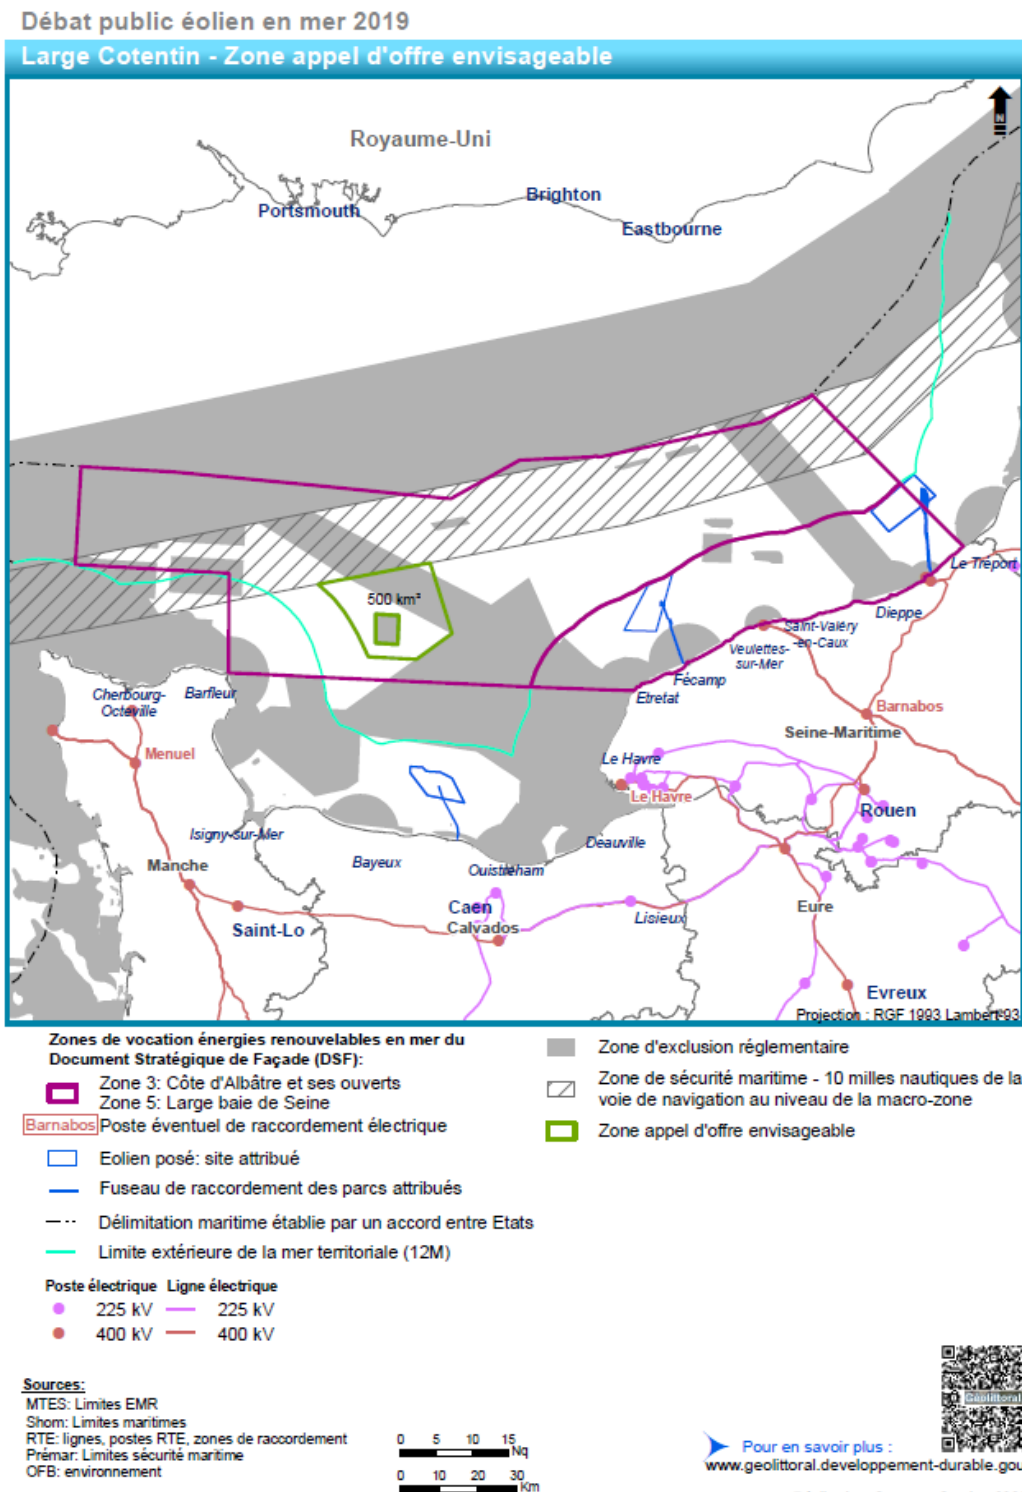 Débat public éolien en mer 2019
Large Cotentin - Zone appel d'offre envisageable
N
Royaume-Uni
Portsmouth
Brighton
Eastbourne
500 km²
Le Tréport
Dieppe
Saint-Valéry
-en-Caux
Veulettes-
sur-Mer
Fécamp
Etretat
Cherbourg-
Octeville
Barfleur
Menuel
Barnabos
Seine-Maritime
Le Havre
Le Havre
Rouen
Isigny-sur-Mer
Manche
Bayeux
Ouistreham
Deauville
Caen
Calvados
Lisieux
Eure
Saint-Lo
Evreux
Projection : RGF 1993 Lambert-93
Zones de vocation énergies renouvelables en mer du
Document Stratégique de Façade (DSF):
Zone 3: Côte d'Albâtre et ses ouverts
Zone 5: Large baie de Seine
Barnabos Poste éventuel de raccordement électrique
Eolien posé: site attribué
Fuseau de raccordement des parcs attribués
Délimitation maritime établie par un accord entre Etats
Limite extérieure de la mer territoriale (12M)
Zone d'exclusion réglementaire
Zone de sécurité maritime - 10 milles nautiques de la
voie de navigation au niveau de la macro-zone
Zone appel d'offre envisageable
Poste électrique Ligne électrique
225 kV 225 kV
400 kV 400 kV
Sources:
MTES: Limites EMR
Shom: Limites maritimes
RTE: lignes, postes RTE, zones de raccordement
Prémar: Limites sécurité maritime
OFB: environnement
0 5 10 15
Nq
0 10 20 30
Km
Géolittoral
Pour en savoir plus :
www.geolittoral.developpement-durable.gou